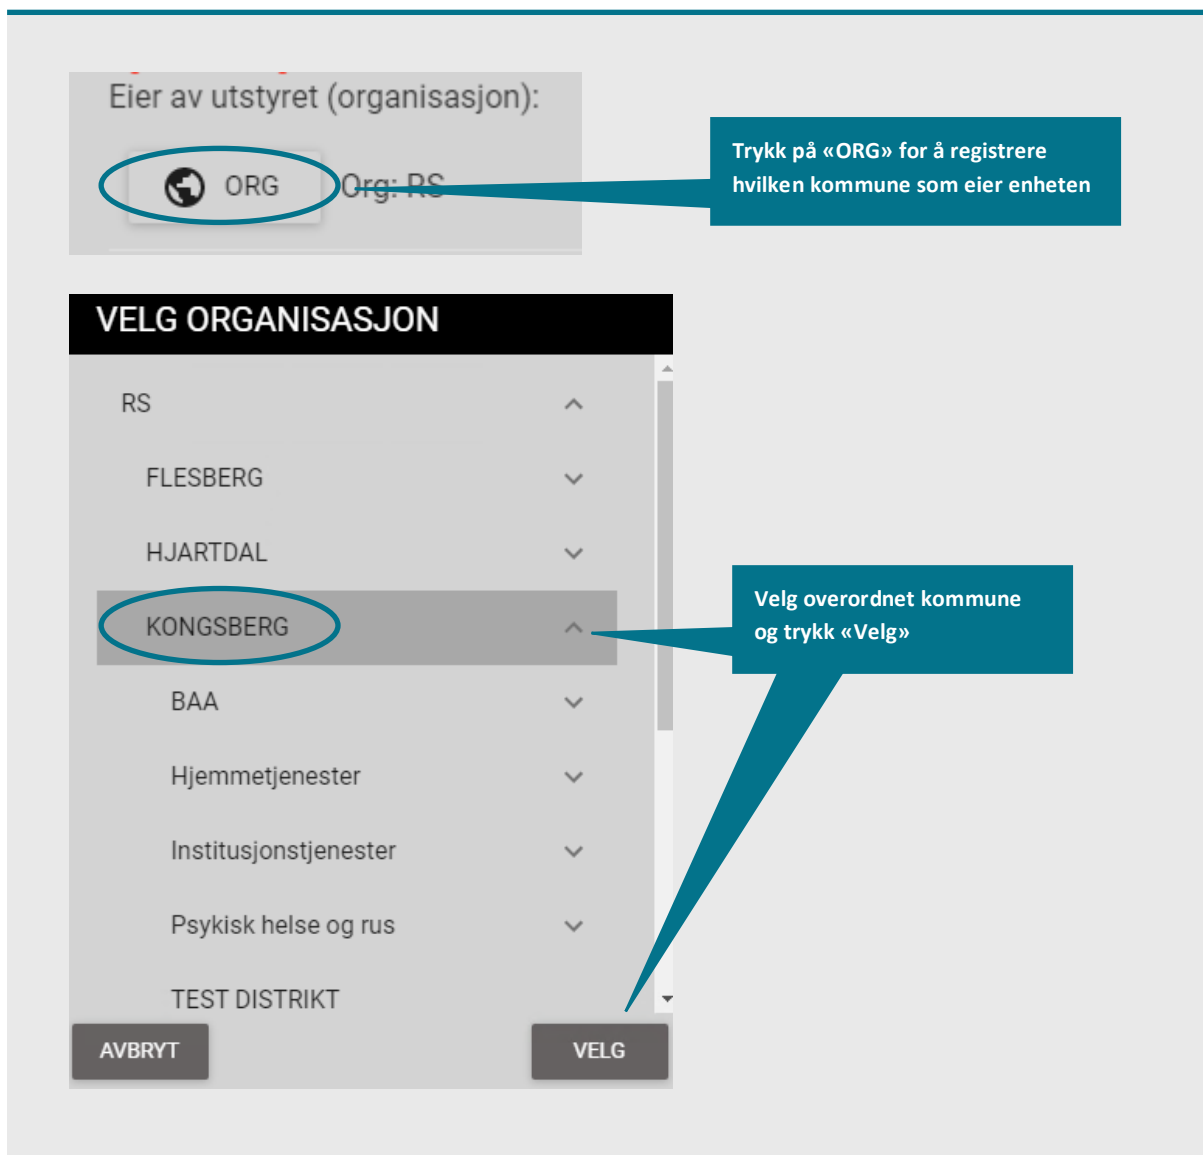 Eier av utstyret (organisasjon):
ORG
Org: RS
Trykk på «ORG» for å registrere
hvilken kommune som eier enheten
VELG ORGANISASJON
RS
FLESBERG
HJARTDAL
KONGSBERG
Velg overordnet kommune
og trykk «Velg»
BAA
Hjemmetjenester
Institusjonstjenester
Psykisk helse og rus
TEST DISTRIKT
AVBRYT
VELG